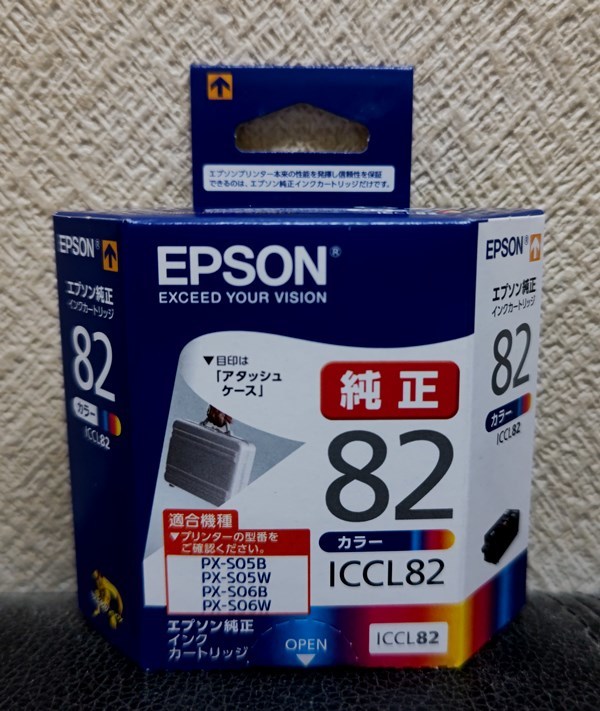 エプソンプリンター本来の性能を発揮し信頼性を保証
できるのは、エプソン純正インクカートリッジだけです。
EPSON®
エプソン純正
インクカートリッジ
82
カラー
ICCL82
EPSON®
EXCEED YOUR VISION
▼目印は
「アタッシュ
ケース」
純正
82
カラー
ICCL82
適合機種
▼プリンターの型番を
ご確認ください。
PX-S05B
PX-S05W
PX-S06B
PX-S06W
エプソン純正
インク
カートリッジ
OPEN
ICCL82
EPSON®
エプソン純正
インクカートリッジ
82
カラー
ICCL82